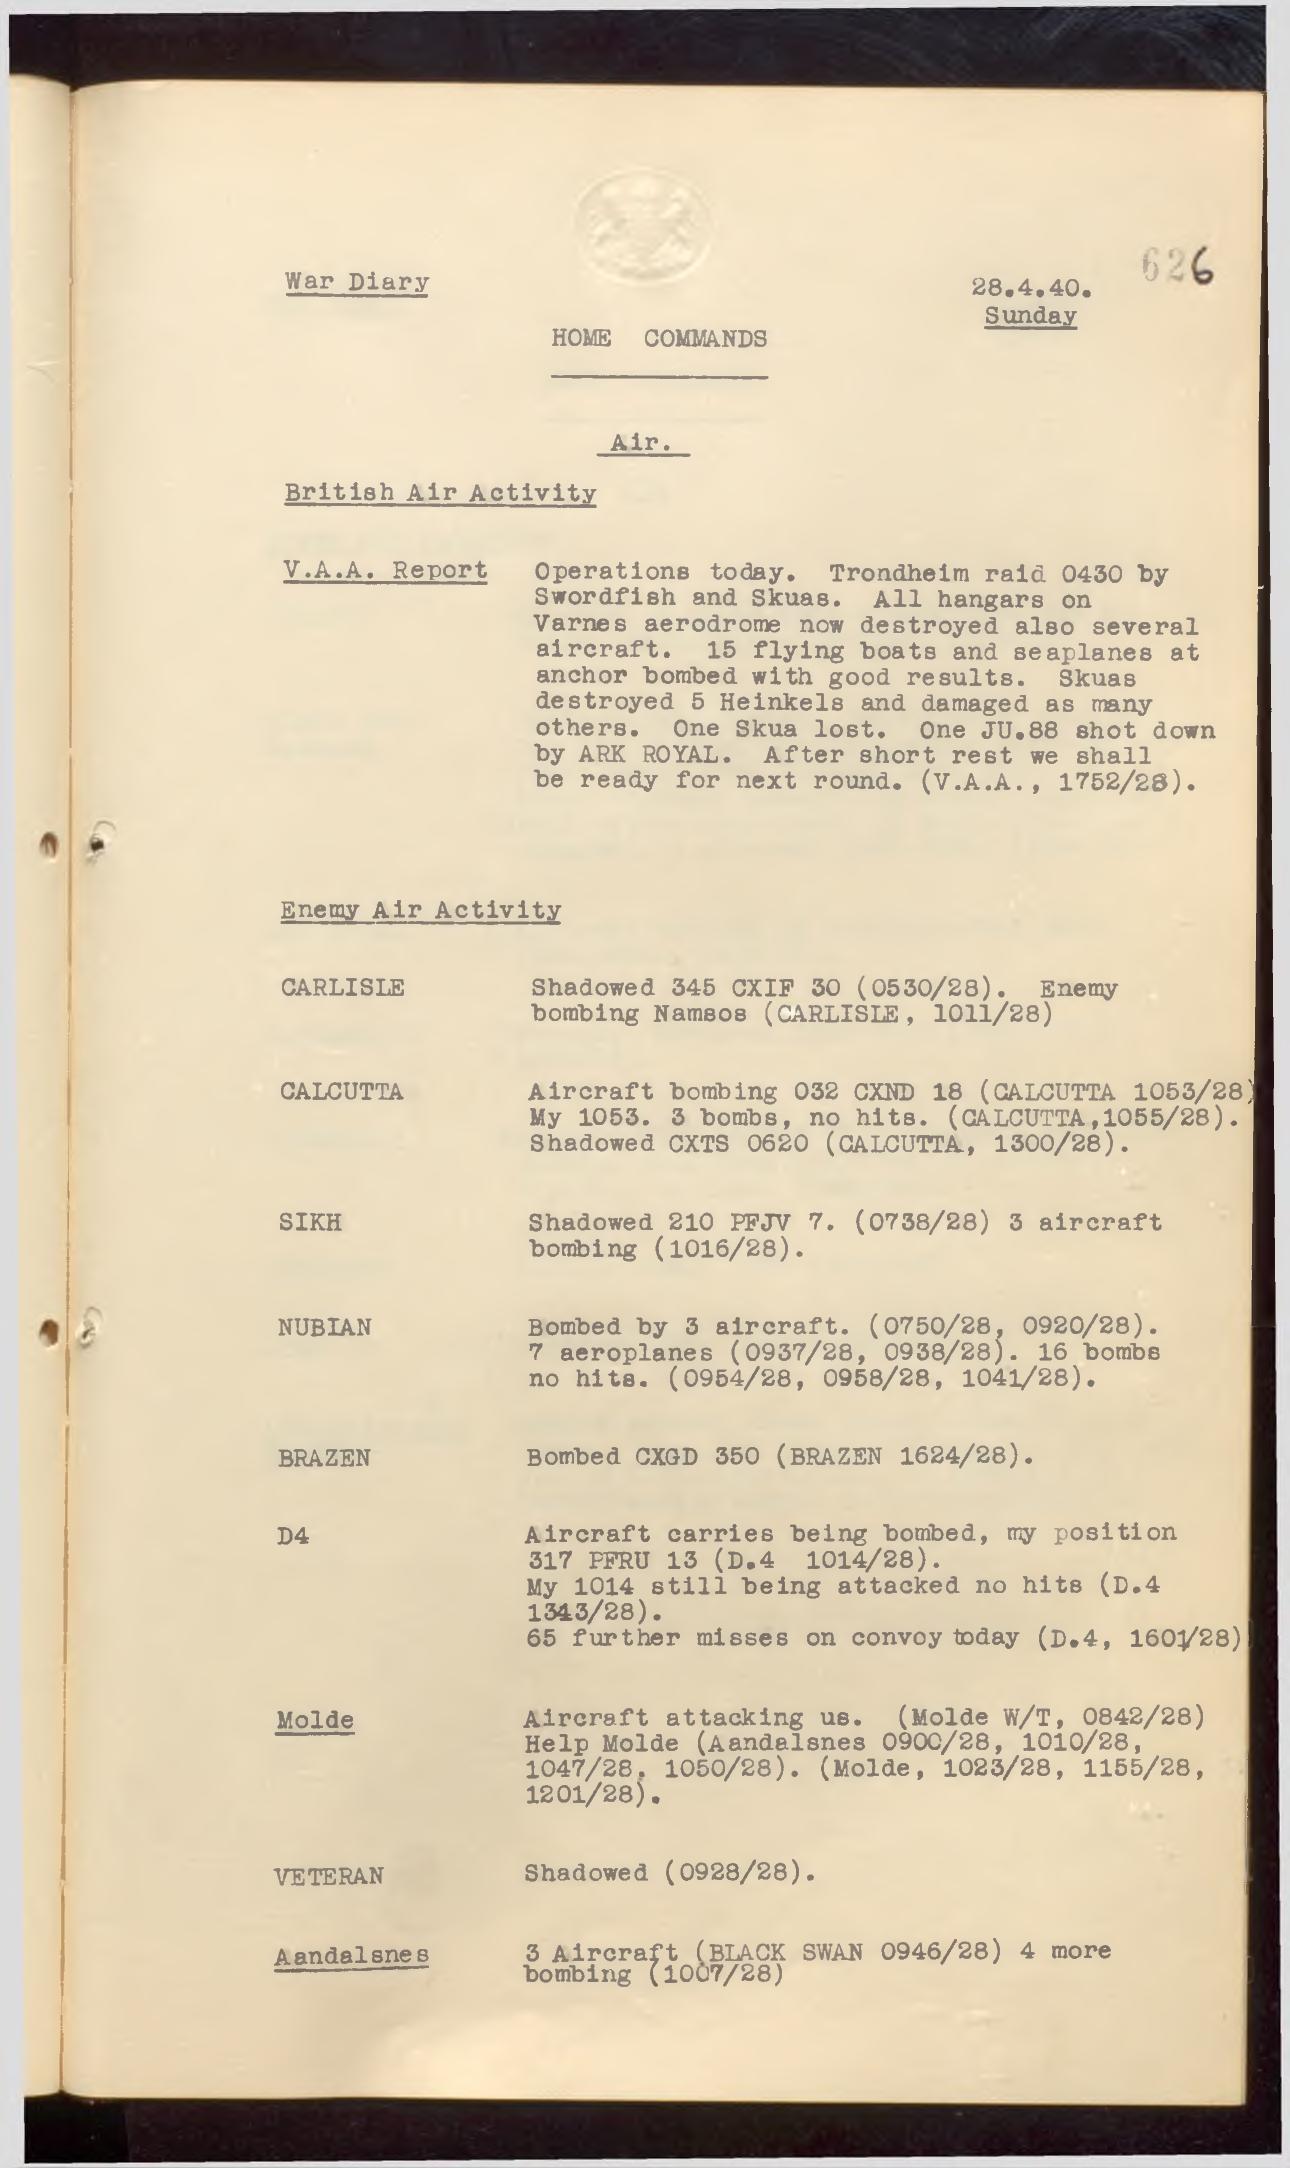 626
War Diary
28.4.40.
Sunday
HOME COMMANDS
Air.
British Air Activity
V.A.A. Report Operations today. Trondheim raid 0430 by
Swordfish and Skuas. All hangars on
Varnes aerodrome now destroyed also several
aircraft. 15 flying boats and seaplanes at
anchor bombed with good results. Skuas
destroyed 5 Heinkels and damaged as many
others. One Skua lost. One JU.88 shot down
by ARK ROYAL. After short rest we shall
be ready for next round. (V.A.A., 1752/28).
Enemy Air Activity
CARLISLE Shadowed 345 CXIF 30 (0530/28). Enemy
bombing Namsos (CARLISLE, 1011/28)
CALCUTTA Aircraft bombing 032 CXND 18 (CALCUTTA 1053/28)
My 1053. 3 bombs, no hits. (CALCUTTA,1055/28).
Shadowed CXTS 0620 (CALCUTTA, 1300/28).
SIKH Shadowed 210 PFJV 7. (0738/28) 3 aircraft
bombing (1016/28).
NUBIAN Bombed by 3 aircraft. (0750/28, 0920/28).
7 aeroplanes (0937/28, 0938/28). 16 bombs
no hits. (0954/28, 0958/28, 1041/28).
BRAZEN Bombed CXGD 350 (BRAZEN 1624/28).
D4 Aircraft carries being bombed, my position
317 PFRU 13 (D.4 1014/28).
My 1014 still being attacked no hits (D.4
1343/28).
65 further misses on convoy today (D.4, 1601/28)
Molde Aircraft attacking us. (Molde W/T, 0842/28)
Help Molde (Aandalsnes 0900/28, 1010/28,
1047/28, 1050/28). (Molde, 1023/28, 1155/28,
1201/28).
VETERAN Shadowed (0928/28).
Aandalsnes 3 Aircraft (BLACK SWAN 0946/28) 4 more
bombing (1007/28)